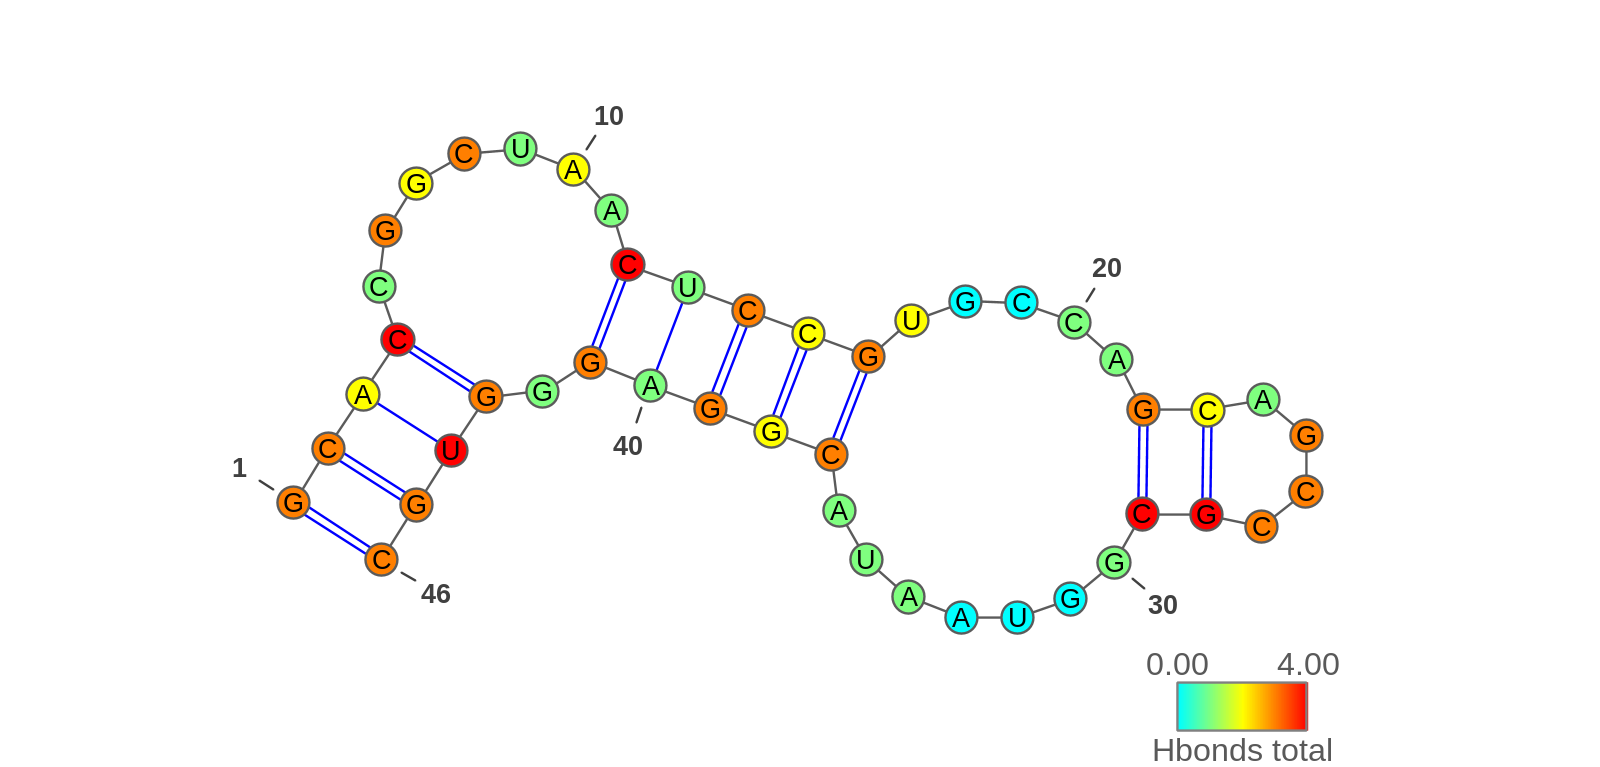 10
C U A
G A
G C U C C G U G C C 20
C A
C G G A G G C G C A G
A U C C
C G A
1 G C U G
C 46
40
A U A A U G G 30
C G C
0.00 4.00
Hbonds total